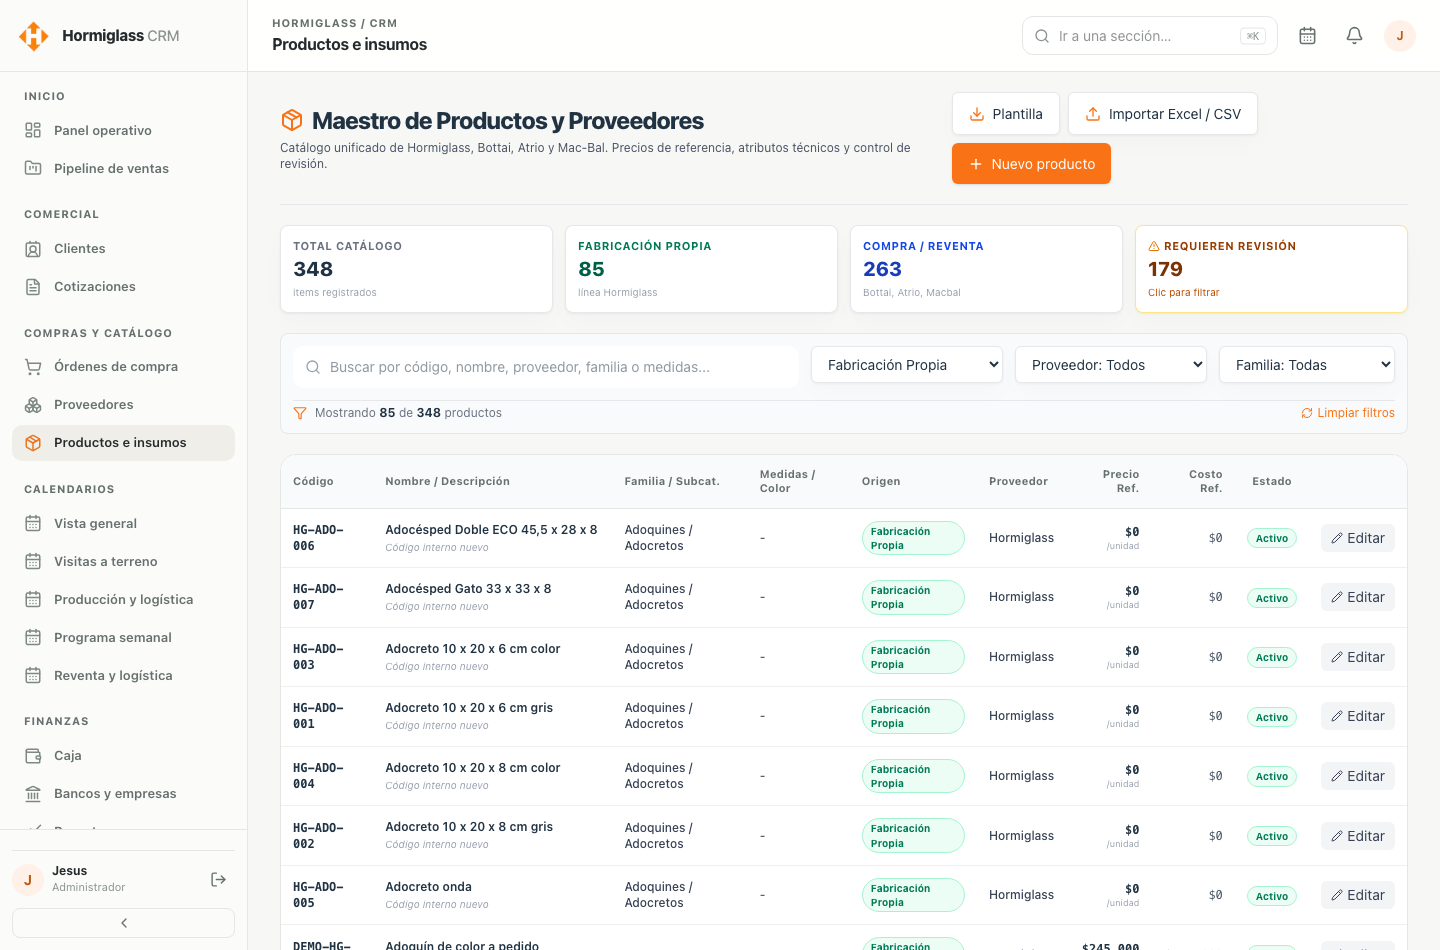 Hormiglass CRM
INICIO
Panel operativo
Pipeline de ventas
COMERCIAL
Clientes
Cotizaciones
COMPRAS Y CATÁLOGO
Órdenes de compra
Proveedores
Productos e insumos
CALENDARIOS
Vista general
Visitas a terreno
Producción y logística
Programa semanal
Reventa y logística
FINANZAS
Caja
Bancos y empresas
J
Jesus
Administrador
HORMIGLASS / CRM
Productos e insumos
Ir a una sección...
⌘K
J
Maestro de Productos y Proveedores
Catálogo unificado de Hormiglass, Bottai, Atrio y Mac-Bal. Precios de referencia, atributos técnicos y control de
revisión.
Plantilla
Importar Excel / CSV
Nuevo producto
TOTAL CATÁLOGO
348
ítems registrados
FABRICACIÓN PROPIA
85
línea Hormiglass
COMPRA / REVENTA
263
Bottai, Atrio, Macbal
REQUIEREN REVISIÓN
179
Clic para filtrar
Buscar por código, nombre, proveedor, familia o medidas...
Fabricación Propia
Proveedor: Todos
Familia: Todas
Mostrando 85 de 348 productos
Limpiar filtros
Código
Nombre / Descripción
Familia / Subcat.
Medidas /
Color
Origen
Proveedor
Precio
Ref.
Costo
Ref.
Estado
HG-ADO-
006
Adocésped Doble ECO 45,5 x 28 x 8
Código interno nuevo
Adoquines /
Adocretos
-
Fabricación
Propia
Hormiglass
$0
/unidad
$0
Activo
Editar
HG-ADO-
007
Adocésped Gato 33 x 33 x 8
Código interno nuevo
Adoquines /
Adocretos
-
Fabricación
Propia
Hormiglass
$0
/unidad
$0
Activo
Editar
HG-ADO-
003
Adocreto 10 x 20 x 6 cm color
Código interno nuevo
Adoquines /
Adocretos
-
Fabricación
Propia
Hormiglass
$0
/unidad
$0
Activo
Editar
HG-ADO-
001
Adocreto 10 x 20 x 6 cm gris
Código interno nuevo
Adoquines /
Adocretos
-
Fabricación
Propia
Hormiglass
$0
/unidad
$0
Activo
Editar
HG-ADO-
004
Adocreto 10 x 20 x 8 cm color
Código interno nuevo
Adoquines /
Adocretos
-
Fabricación
Propia
Hormiglass
$0
/unidad
$0
Activo
Editar
HG-ADO-
002
Adocreto 10 x 20 x 8 cm gris
Código interno nuevo
Adoquines /
Adocretos
-
Fabricación
Propia
Hormiglass
$0
/unidad
$0
Activo
Editar
HG-ADO-
005
Adocreto onda
Código interno nuevo
Adoquines /
Adocretos
-
Fabricación
Propia
Hormiglass
$0
/unidad
$0
Activo
Editar
DEMO-HG-
Adoquín de color a pedido
Fabricación
$245.000